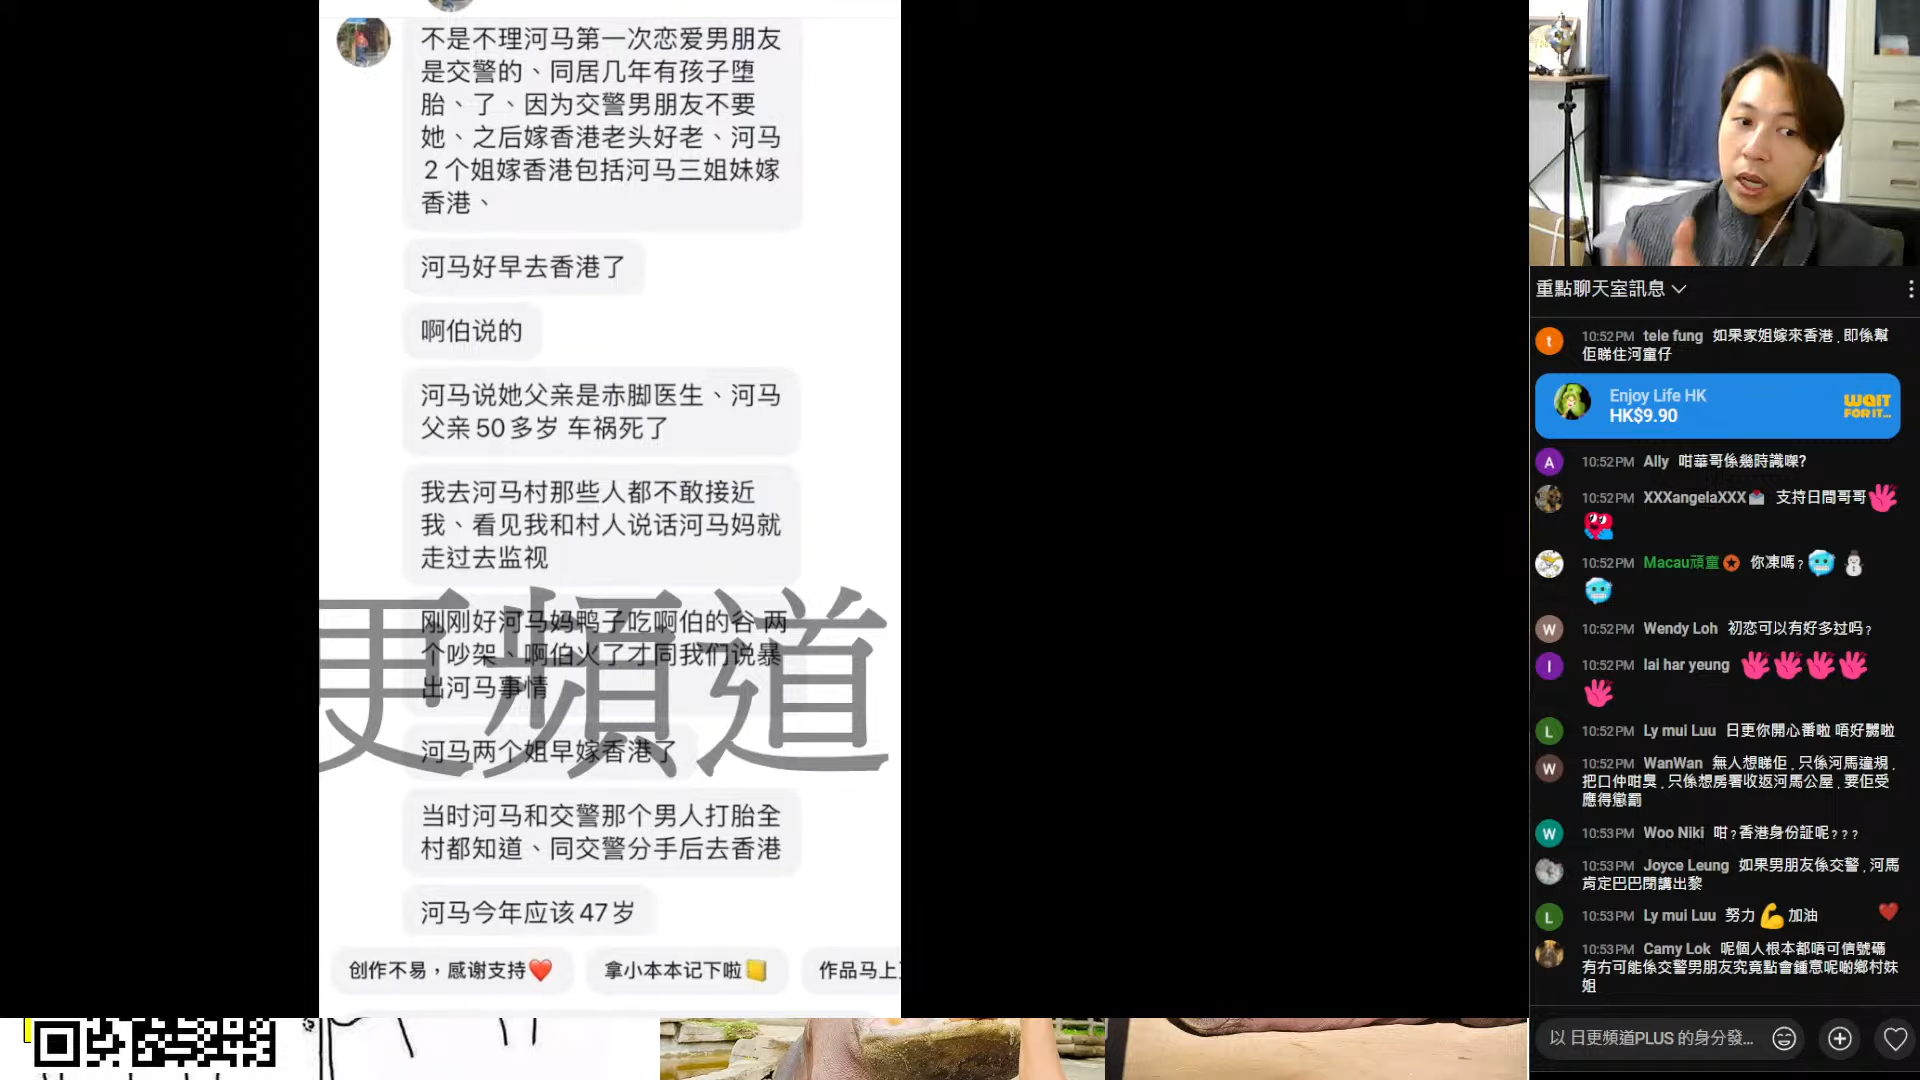 不是不理河马第一次恋爱男朋友
是交警的、同居几年有孩子堕
胎、了、因为交警男朋友不要
她、之后嫁香港老头好老、河马
2个姐嫁香港包括河马三姐妹嫁
香港、
河马好早去香港了
啊伯说的
河马说她父亲是赤脚医生、河马
父亲50多岁 车祸死了
我去河马村那些人都不敢接近
我、看见我和村人说话河马妈就
走过去监视
刚刚好河马妈鸭子吃啊伯的谷 两
个吵架、啊伯火了才同我们说暴
出河马事情
河马两个姐早嫁香港了
当时河马和交警那个男人打胎全
村都知道、同交警分手后去香港
河马今年应该47岁
创作不易，感谢支持❤️
拿小本本记下啦📒
作品马上
更頻道
重點聊天室訊息
10:52PM tele fung 如果家姐嫁來香港，即係幫
佢睇住河童仔
Enjoy Life HK
HK$9.90
WAIT
FOR IT...
10:52PM Ally 咁華哥係幾時識㗎?
10:52PM XXXangelaXXX 支持日間哥哥
10:52PM Macau頑童 你凍嗎？🥶⛄
🥶
10:52PM Wendy Loh 初恋可以有好多过吗？
10:52PM lai har yeung
10:52PM Ly mui Luu 日更你開心番啦 唔好嬲啦
10:52PM WanWan 無人想睇佢，只係河馬違規，
把口仲咁臭，只係想房署收返河馬公屋，要佢受
應得懲罰
10:53PM Woo Niki 咁？香港身份証呢？？？
10:53PM Joyce Leung 如果男朋友係交警，河馬
肯定巴巴閉講出黎
10:53PM Ly mui Luu 努力💪加油
10:53PM Camy Lok 呢個人根本都唔可信號碼
有冇可能係交警男朋友究竟點會鍾意呢啲鄉村妹
姐
以 日更頻道PLUS 的身分發...